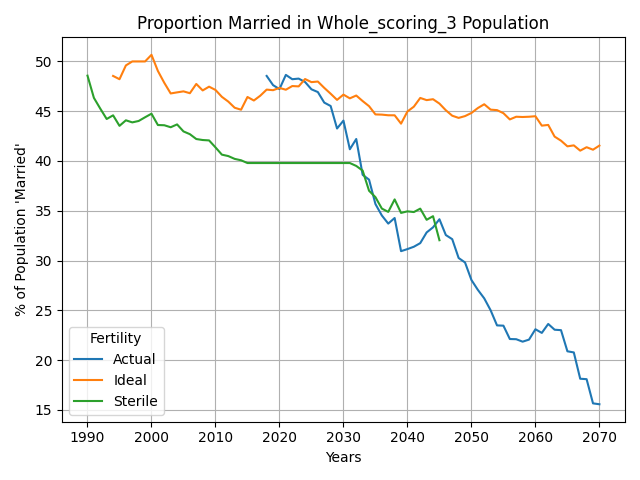 Proportion Married in Whole_scoring_3 Population
% of Population 'Married'
50
45
40
35
30
25
20
15
Fertility
Actual
Ideal
Sterile
1990 2000 2010 2020 2030 2040 2050 2060 2070
Years